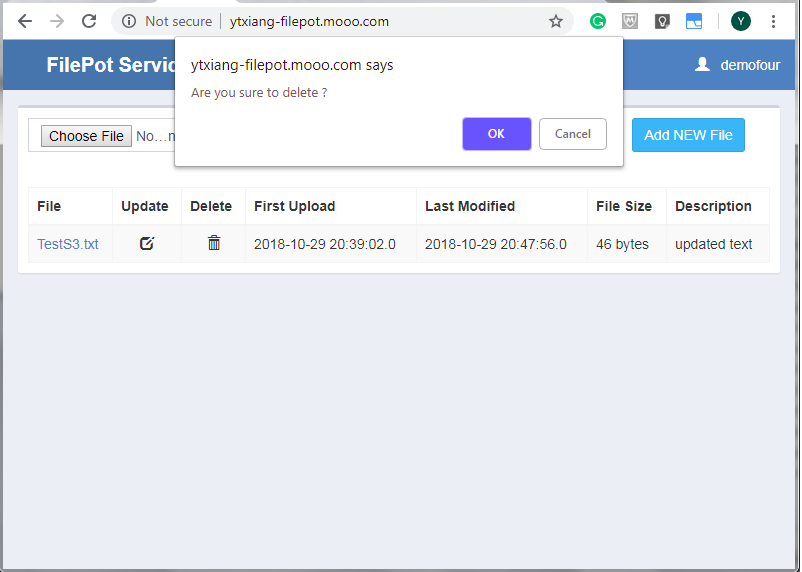 Not secure ytxiang-filepot.mooo.com
FilePot Servic
ytxiang-filepot.mooo.com says
Are you sure to delete ?
OK Cancel
demofour
Choose File No...n
Add NEW File
File Update Delete First Upload Last Modified File Size Description
TestS3.txt 2018-10-29 20:39:02.0 2018-10-29 20:47:56.0 46 bytes updated text
Y